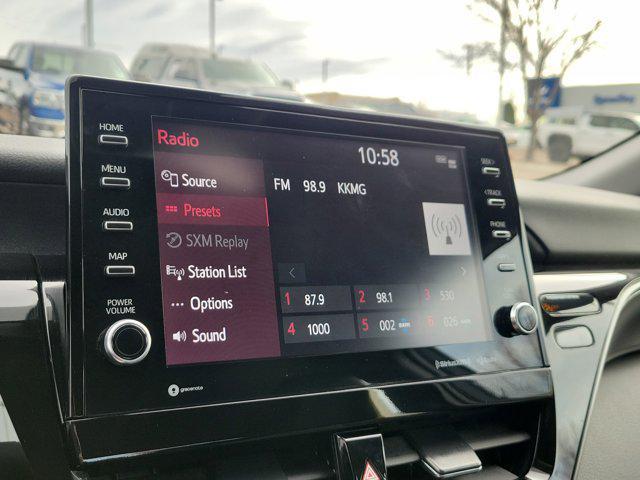 HOME
MENU
AUDIO
MAP
POWER
VOLUME
Radio
10:58
Source
Presets
SXM Replay
Station List
Options
Sound
FM 98.9 KKMG
1 87.9
2 98.1
3 530
4 1000
5 002
6 026
SEEK>
<TRACK
PHONE
gracenote
SiriusXM